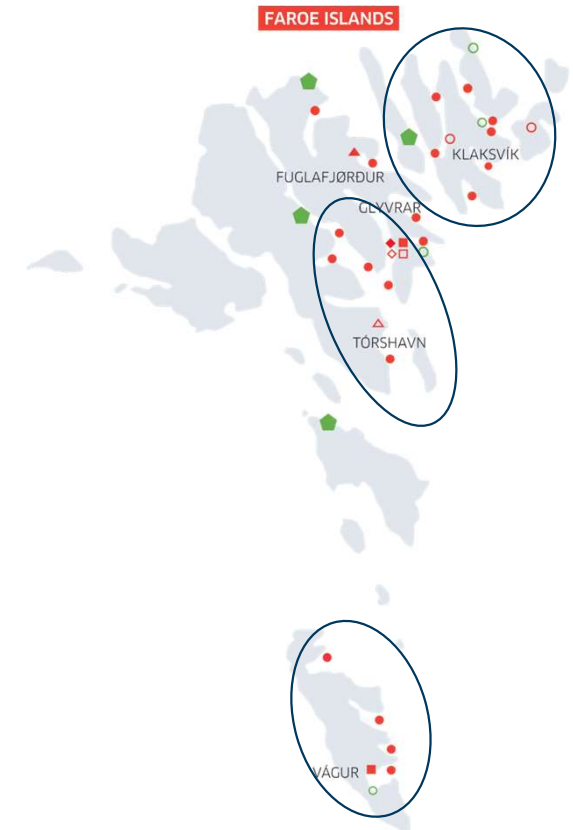 FAROE ISLANDS
KLAKSVÍK
FUGLAFJØRÐUR
GLYVRAR
TÓRSHAVN
VÁGUR